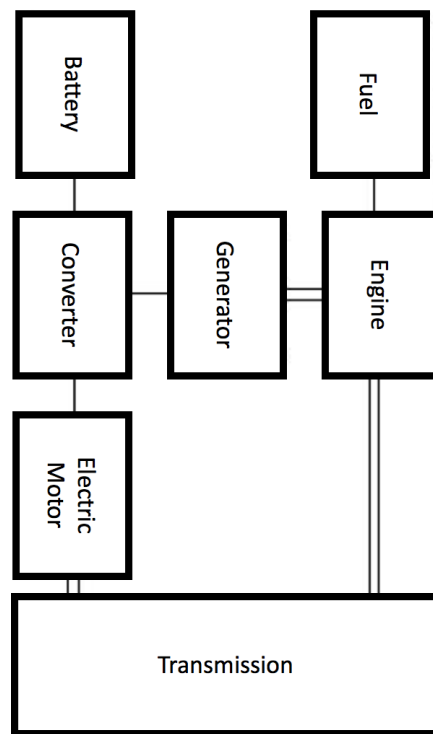 Battery
Fuel
Converter
Generator
Engine
Electric
Motor
Transmission